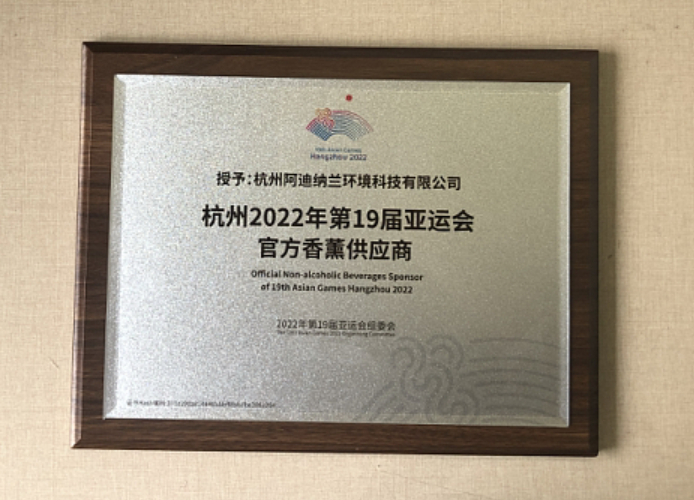 19th Asian Games
Hangzhou 2022
授予：杭州阿迪纳兰环境科技有限公司
杭州2022年第19届亚运会
官方香薰供应商
Official Non-alcoholic Beverages Sponsor
of 19th Asian Games Hangzhou 2022
2022年第19届亚运会组委会